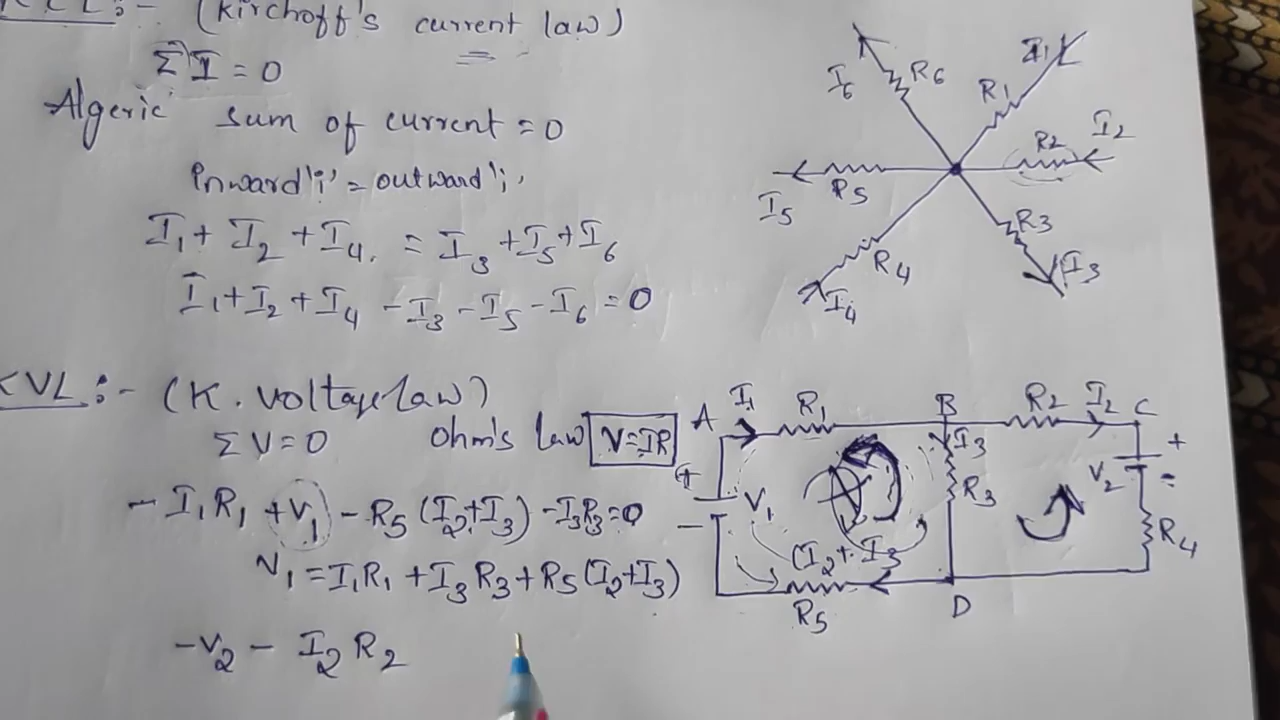 KCL:- (Kirchoff's current law)
ΣI = 0
Algeric sum of current = 0
inward 'i' = outward 'i'
I₁ + I₂ + I₄. = I₃ + I₅ + I₆
I₁ + I₂ + I₄ - I₃ - I₅ - I₆ = 0
I₆ R₆ R₁ I₁
R₂ I₂
I₅ R₅
R₃ I₃
R₄ I₄
KVL:- (K. voltage law)
ΣV = 0 ohm's law V=IR
- I₁R₁ + V₁ - R₅ (I₂+I₃) - I₃R₃ = 0
V₁ = I₁R₁ + I₃R₃ + R₅ (I₂+I₃)
-V₂ - I₂R₂
A I₁ R₁ B R₂ I₂ C
+ V₁ - I₃ R₃ + V₂ - R₄
(I₂+I₃
R₅ D